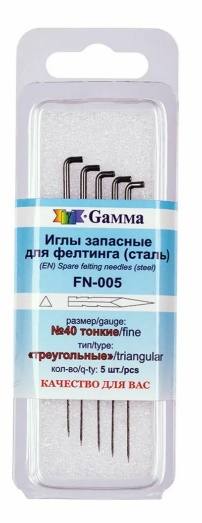 Gamma
Иглы запасные
для фелтинга (сталь)
(EN) Spare felting needles (steel)
FN-005
размер/gauge:
№40 тонкие/fine
тип/type:
«треугольные»/triangular
кол-во/q-ty: 5 шт./pcs
КАЧЕСТВО ДЛЯ ВАС